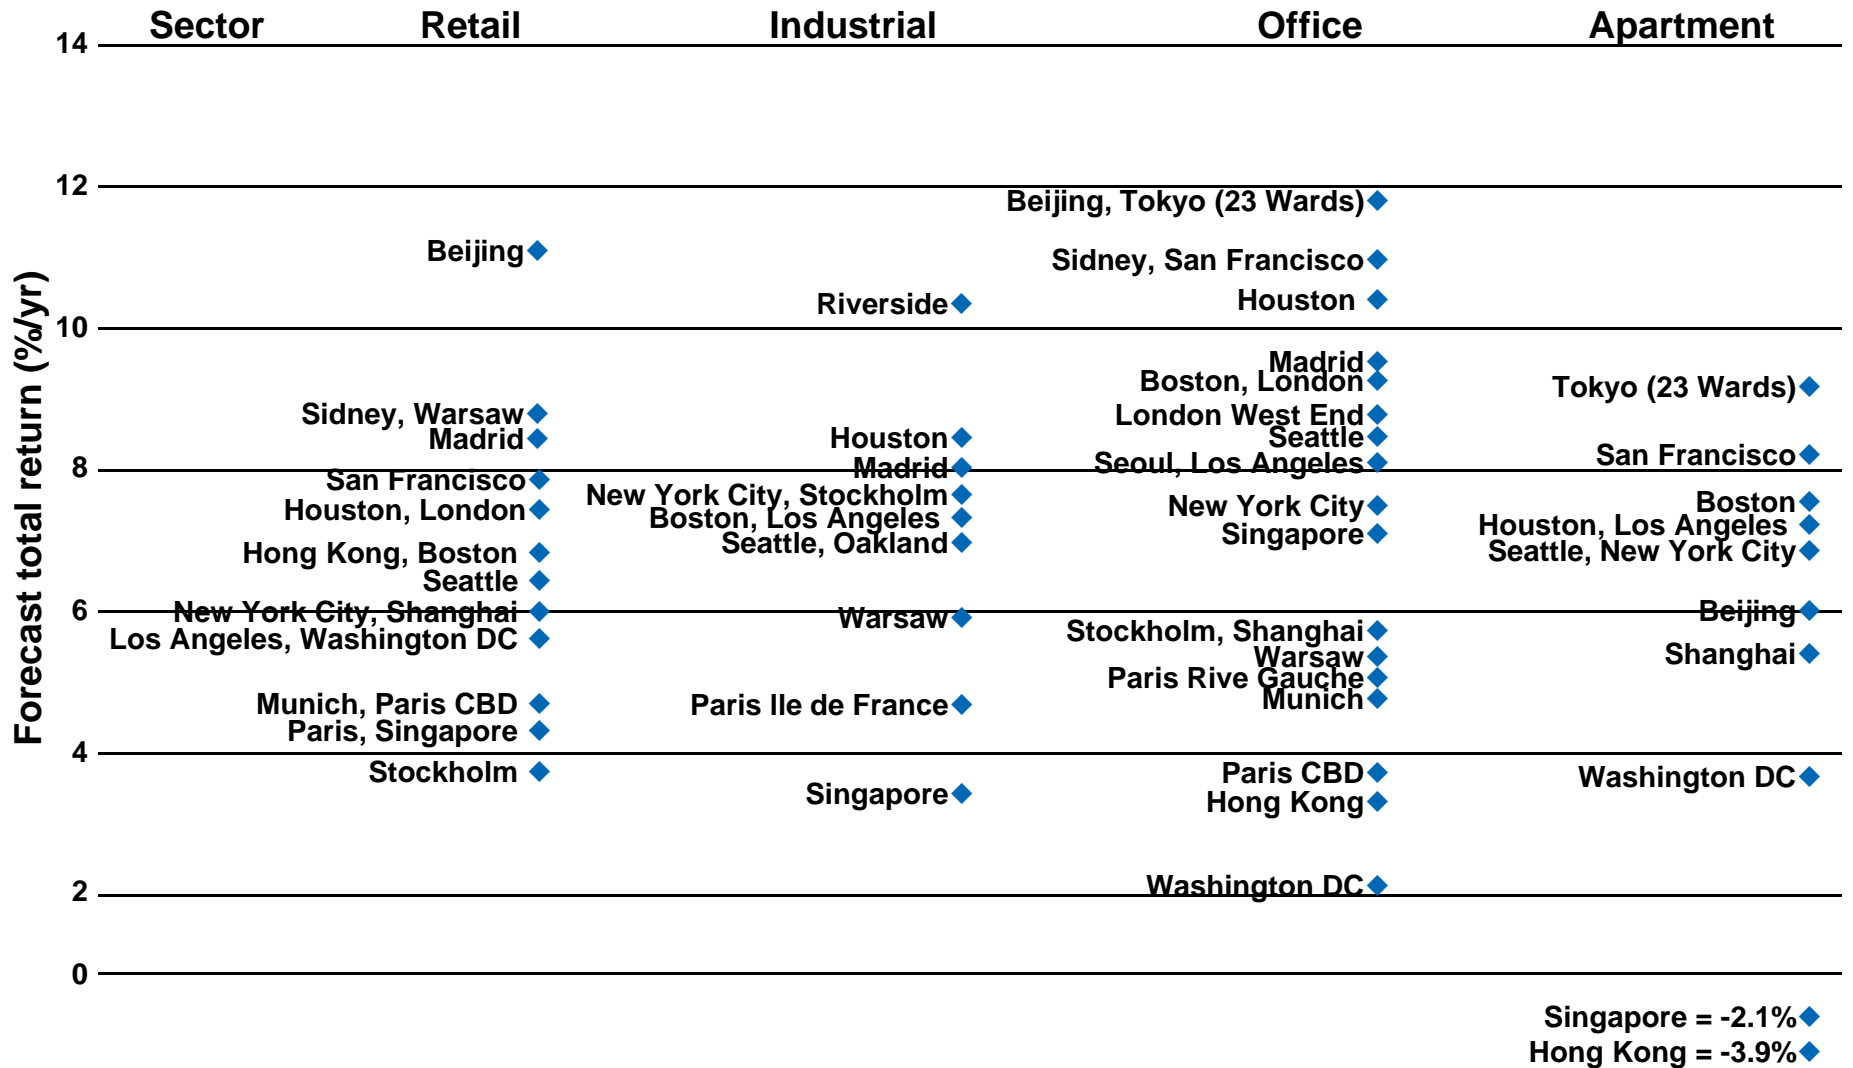 Sector Retail Industrial Office Apartment
14
12
Beijing, Tokyo (23 Wards)
Beijing
Sidney, San Francisco
Riverside
Houston
10
Madrid
Boston, London
Tokyo (23 Wards)
Sidney, Warsaw
London West End
Madrid
Houston
Seattle
San Francisco
8
Madrid
Seoul, Los Angeles
San Francisco
New York City, Stockholm
Boston
Houston, London
New York City
Boston, Los Angeles
Houston, Los Angeles
Singapore
Seattle, Oakland
Hong Kong, Boston
Seattle, New York City
Seattle
6
New York City, Shanghai
Warsaw
Beijing
Stockholm, Shanghai
Los Angeles, Washington DC
Warsaw
Shanghai
Paris Rive Gauche
Munich
Munich, Paris CBD
Paris Ile de France
Paris, Singapore
4
Stockholm
Paris CBD
Washington DC
Singapore
Hong Kong
2
Washington DC
0
Singapore = -2.1%
Hong Kong = -3.9%
Forecast total return (%/yr)